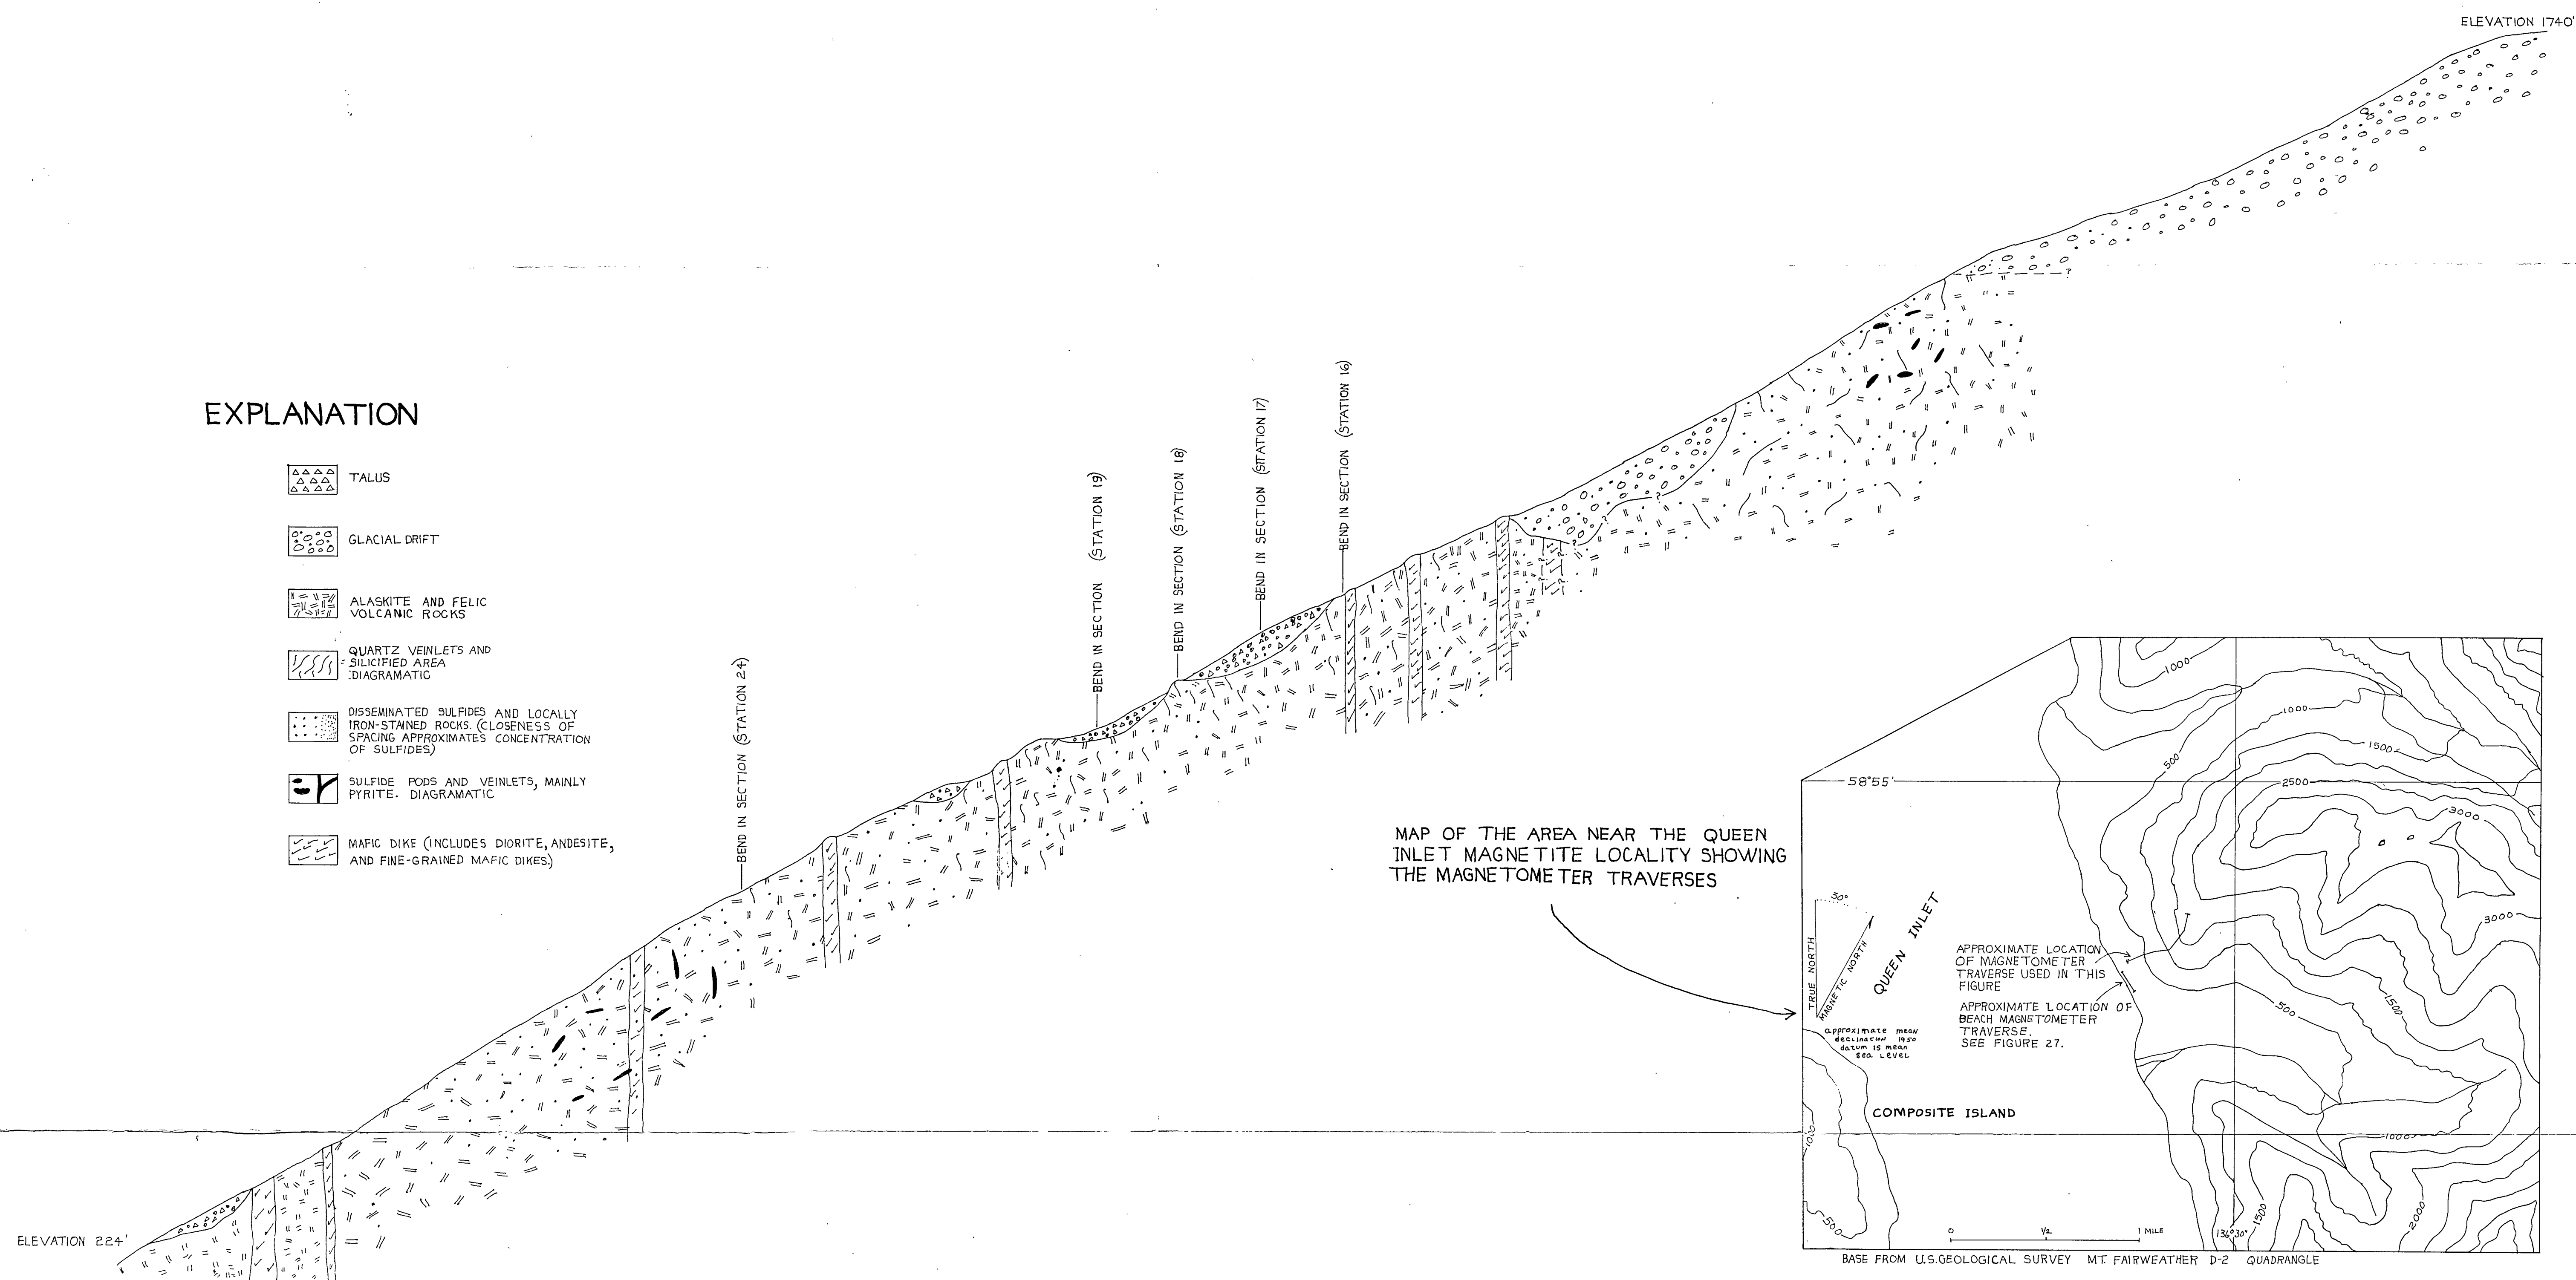 ELEVATION 1740'
EXPLANATION
TALUS
GLACIAL DRIFT
ALASKITE AND FELIC
VOLCANIC ROCKS
QUARTZ VEINLETS AND
SILICIFIED AREA
DIAGRAMATIC
DISSEMINATED SULFIDES AND LOCALLY
IRON-STAINED ROCKS. (CLOSENESS OF
SPACING APPROXIMATES CONCENTRATION
OF SULFIDES)
SULFIDE PODS AND VEINLETS, MAINLY
PYRITE. DIAGRAMATIC
MAFIC DIKE (INCLUDES DIORITE, ANDESITE,
AND FINE-GRAINED MAFIC DIKES.)
BEND IN SECTION (STATION 24)
BEND IN SECTION (STATION 19)
BEND IN SECTION (STATION 18)
BEND IN SECTION (STATION 17)
BEND IN SECTION (STATION 16)
?
?
?
?
ELEVATION 224'
MAP OF THE AREA NEAR THE QUEEN
INLET MAGNETITE LOCALITY SHOWING
THE MAGNETOMETER TRAVERSES
58°55'
1000
1000
500
1500
2500
3000
3000
30°
TRUE NORTH
MAGNETIC NORTH
QUEEN INLET
approximate mean
declination 1950
datum is mean
sea level
APPROXIMATE LOCATION
OF MAGNETOMETER
TRAVERSE USED IN THIS
FIGURE
APPROXIMATE LOCATION OF
BEACH MAGNETOMETER
TRAVERSE.
SEE FIGURE 27.
500
1500
COMPOSITE ISLAND
1000
1000
500
0 1/2 1 MILE
136°30'
1500
2000
BASE FROM U.S.GEOLOGICAL SURVEY MT. FAIRWEATHER D-2 QUADRANGLE